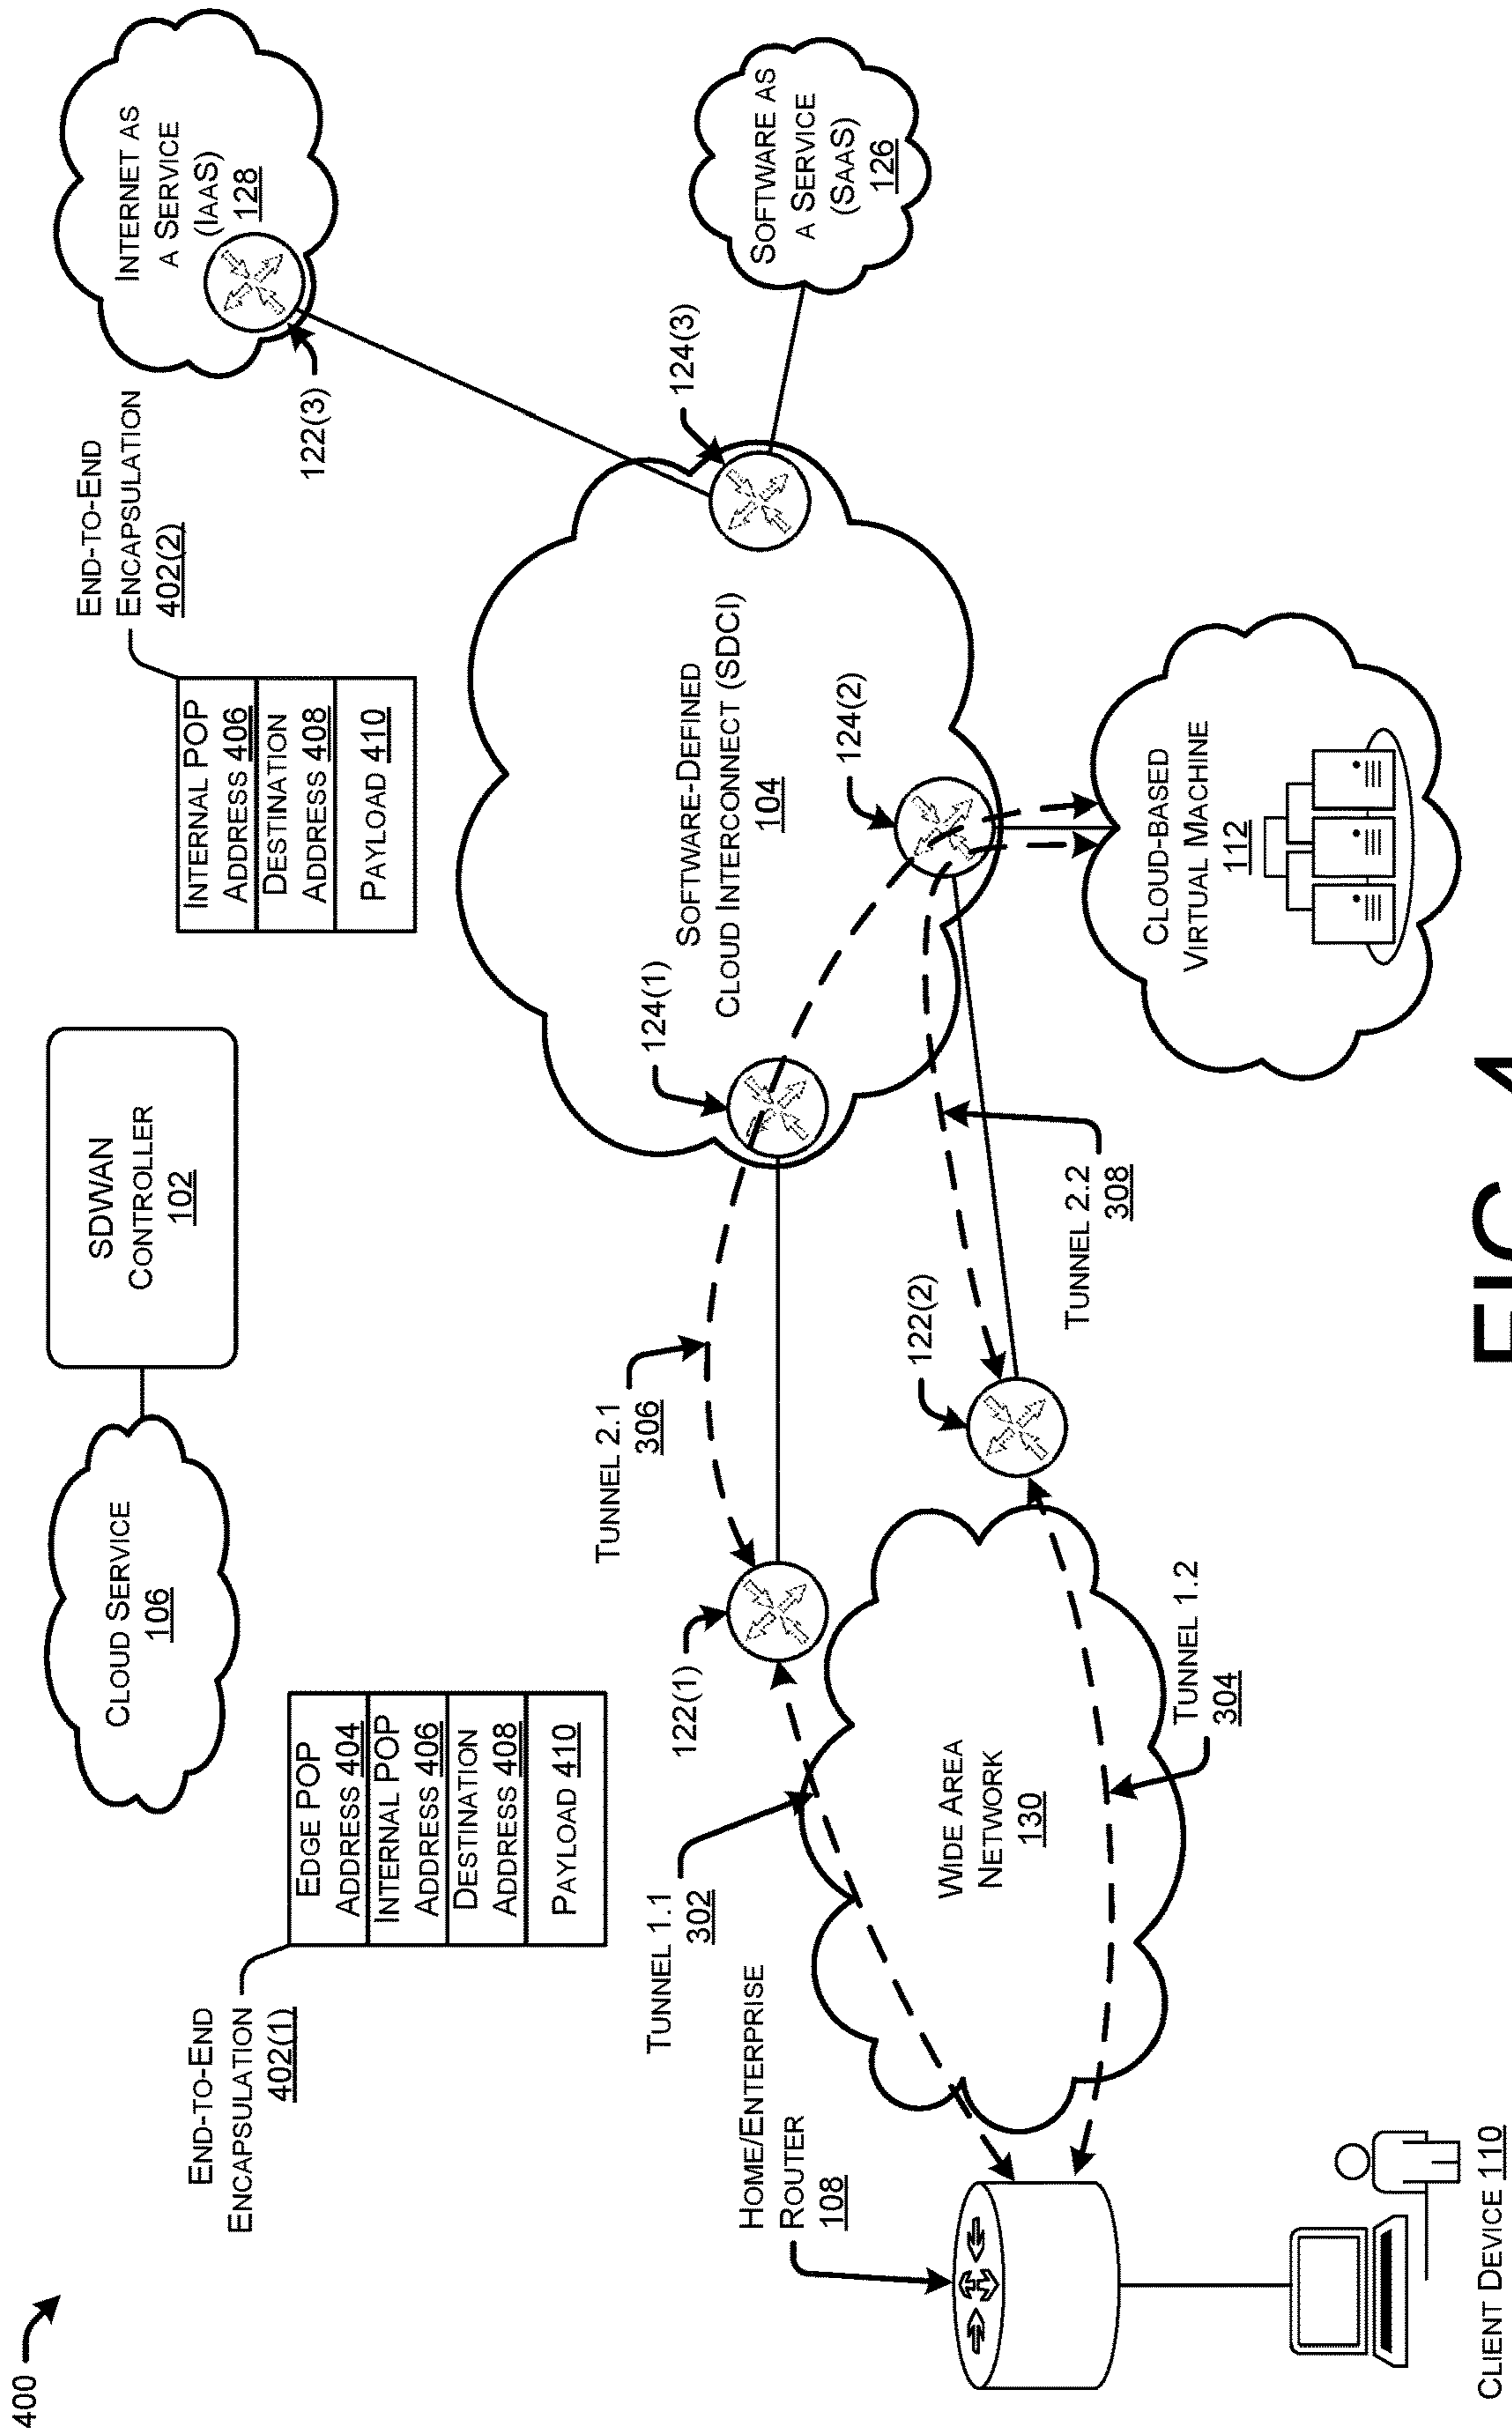 400
CLOUD SERVICE
106
SDWAN
CONTROLLER
102
END-TO-END
ENCAPSULATION
402(1)
EDGE POP
ADDRESS 404
INTERNAL POP
ADDRESS 406
DESTINATION
ADDRESS 408
PAYLOAD 410
END-TO-END
ENCAPSULATION
402(2)
INTERNAL POP
ADDRESS 406
DESTINATION
ADDRESS 408
PAYLOAD 410
INTERNET AS
A SERVICE
(IAAS)
128
122(3)
TUNNEL 1.1
302
122(1)
TUNNEL 2.1
306
124(1)
SOFTWARE-DEFINED
CLOUD INTERCONNECT (SDCI)
104
124(3)
SOFTWARE AS
A SERVICE
(SAAS)
126
HOME/ENTERPRISE
ROUTER
108
WIDE AREA
NETWORK
130
122(2)
124(2)
TUNNEL 1.2
304
TUNNEL 2.2
308
CLOUD-BASED
VIRTUAL MACHINE
112
CLIENT DEVICE 110
FIG. 4